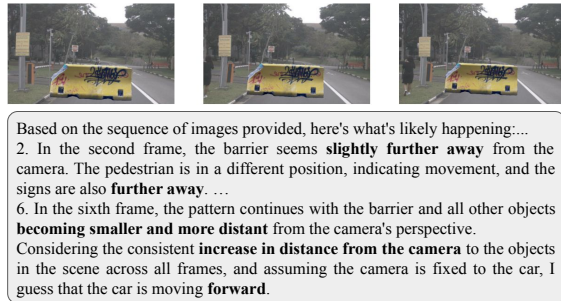 Based on the sequence of images provided, here's what's likely happening:...
2. In the second frame, the barrier seems slightly further away from the
camera. The pedestrian is in a different position, indicating movement, and the
signs are also further away. …
6. In the sixth frame, the pattern continues with the barrier and all other objects
becoming smaller and more distant from the camera's perspective.
Considering the consistent increase in distance from the camera to the objects
in the scene across all frames, and assuming the camera is fixed to the car, I
guess that the car is moving forward.